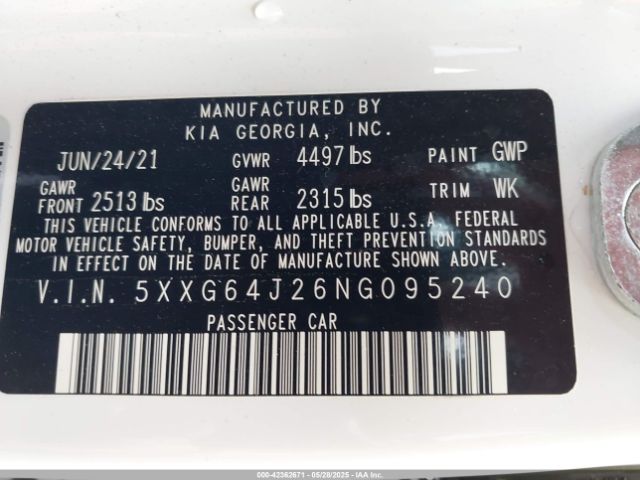 MANUFACTURED BY
KIA GEORGIA, INC.
JUN/24/21 GVWR 4497 lbs PAINT GWP
GAWR FRONT 2513 lbs GAWR REAR 2315 lbs TRIM WK
THIS VEHICLE CONFORMS TO ALL APPLICABLE U.S.A. FEDERAL
MOTOR VEHICLE SAFETY, BUMPER, AND THEFT PREVENTION STANDARDS
IN EFFECT ON THE DATE OF MANUFACTURE SHOWN ABOVE.
V.I.N. 5XXG64J26NG095240
PASSENGER CAR
000-42362671 - 05/28/2025 - IAA, Inc.